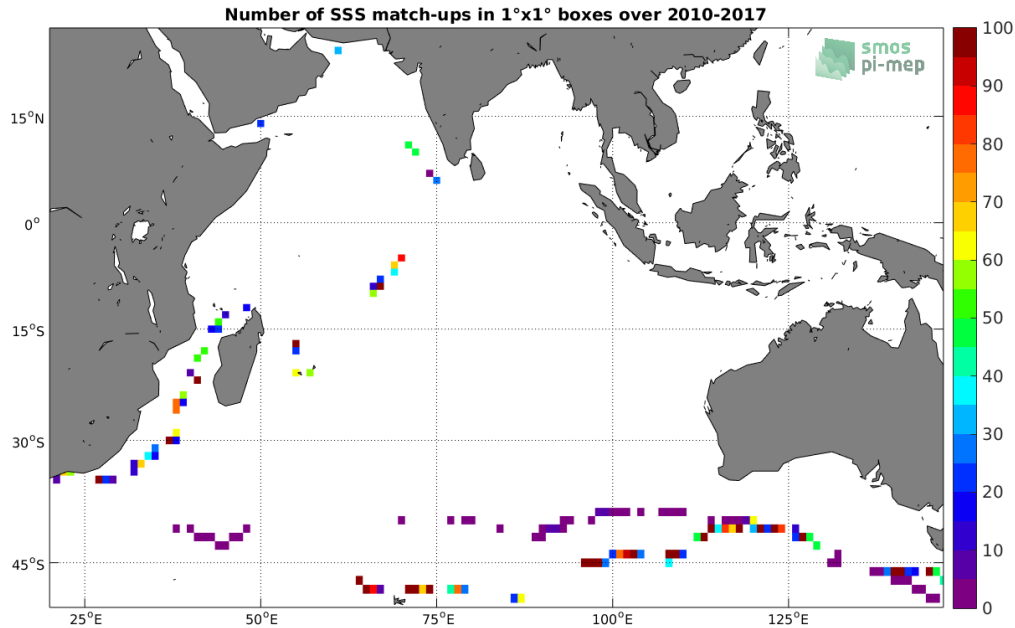 Number of SSS match-ups in 1°x1° boxes over 2010-2017
smos
pi-mep
100
90
80
70
60
50
40
30
20
10
0
15°N
0°
15°S
30°S
45°S
25°E
50°E
75°E
100°E
125°E